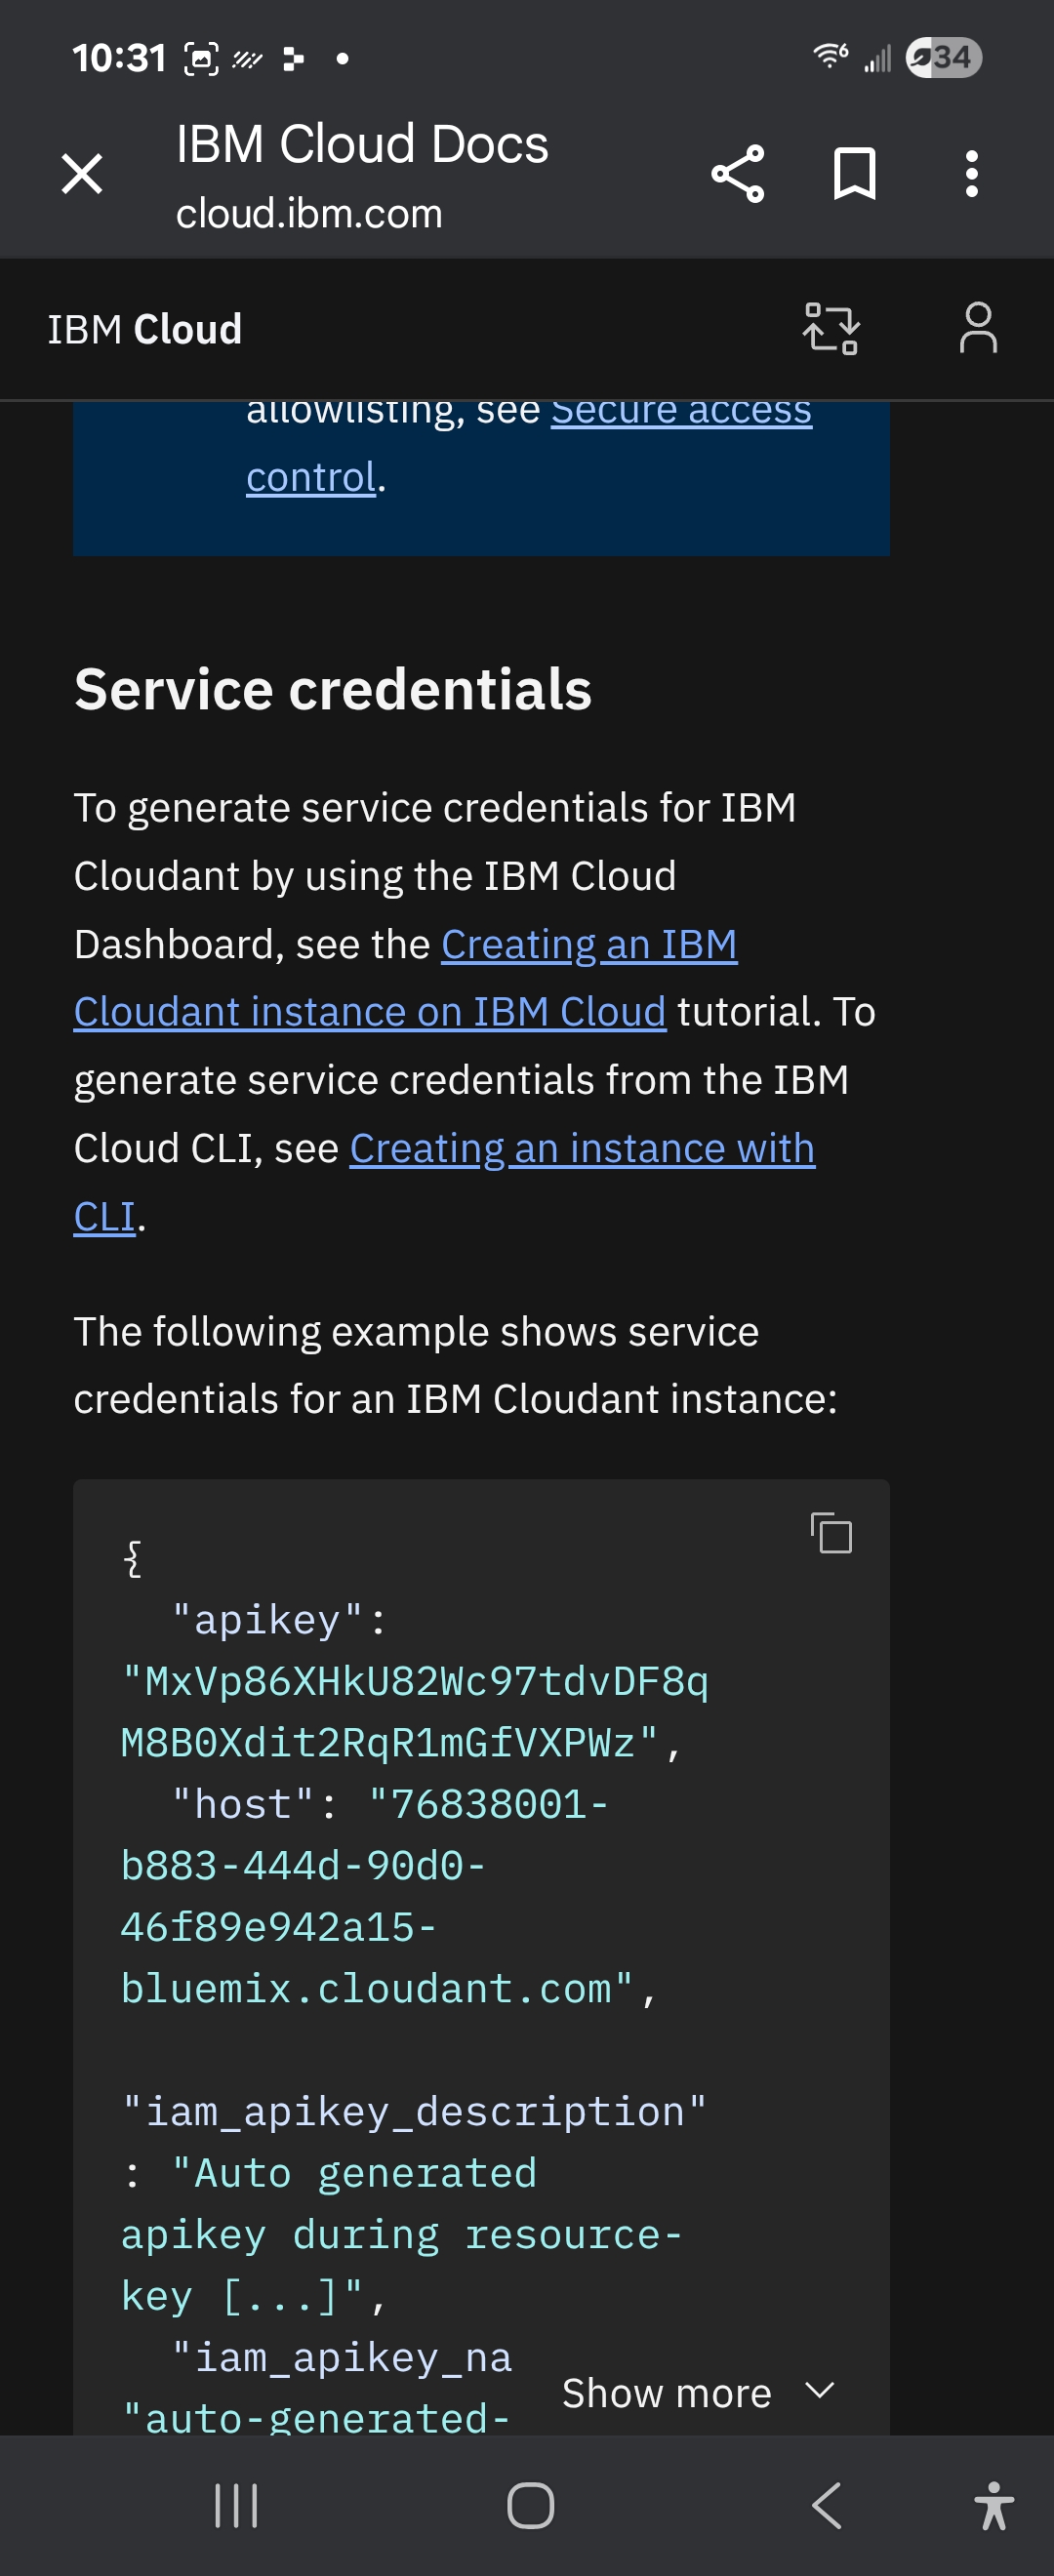 10:31
6
34
IBM Cloud Docs
cloud.ibm.com
IBM Cloud
allowlisting, see Secure access
control.
Service credentials
To generate service credentials for IBM
Cloudant by using the IBM Cloud
Dashboard, see the Creating an IBM
Cloudant instance on IBM Cloud tutorial. To
generate service credentials from the IBM
Cloud CLI, see Creating an instance with
CLI.
The following example shows service
credentials for an IBM Cloudant instance:
{
"apikey":
"MxVp86XHkU82Wc97tdvDF8q
M8B0Xdit2RqR1mGfVXPWz",
"host": "76838001-
b883-444d-90d0-
46f89e942a15-
bluemix.cloudant.com",
"iam_apikey_description"
: "Auto generated
apikey during resource-
key [...]",
"iam_apikey_na
Show more
"auto-generated-